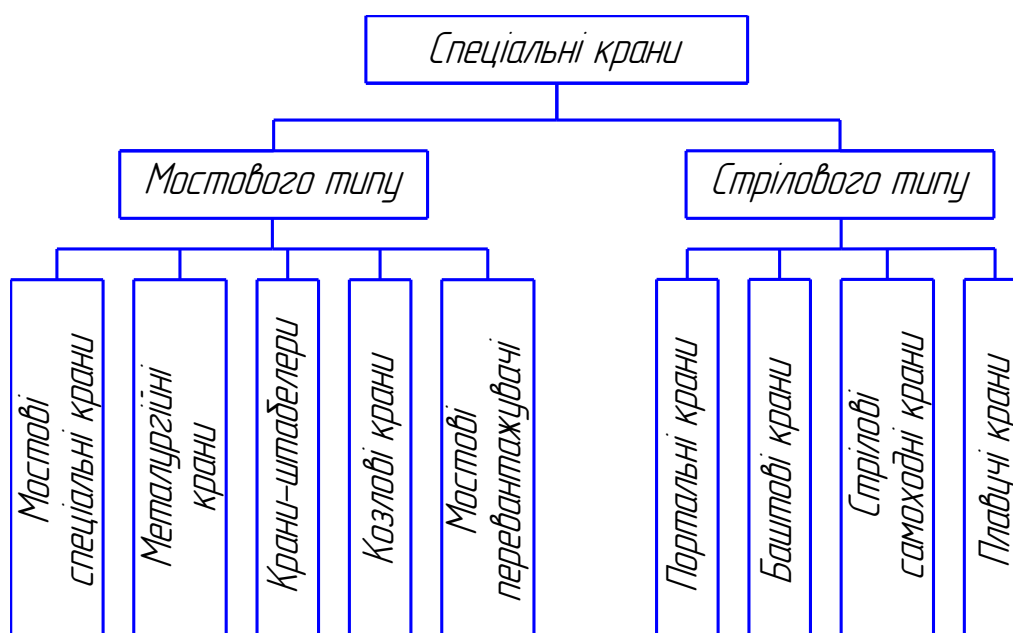 Спеціальні крани
Мостового типу
Стрілового типу
Мостові
спеціальні крани
Металургійні
крани
Крани-штабелери
Козлові крани
Мостові
перевантажувачі
Портальні крани
Баштові крани
Стрілові
самоходні крани
Плавучі крани